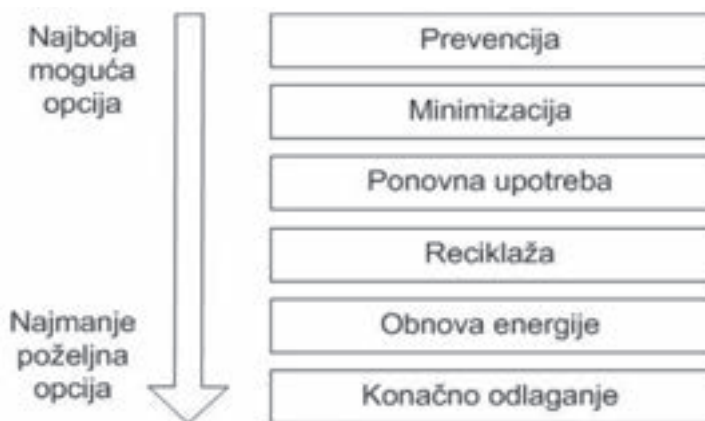 Najbolja
moguća
opcija
Prevencija
Minimizacija
Ponovna upotreba
Reciklaža
Obnova energije
Najmanje
poželjna
opcija
Konačno odlaganje